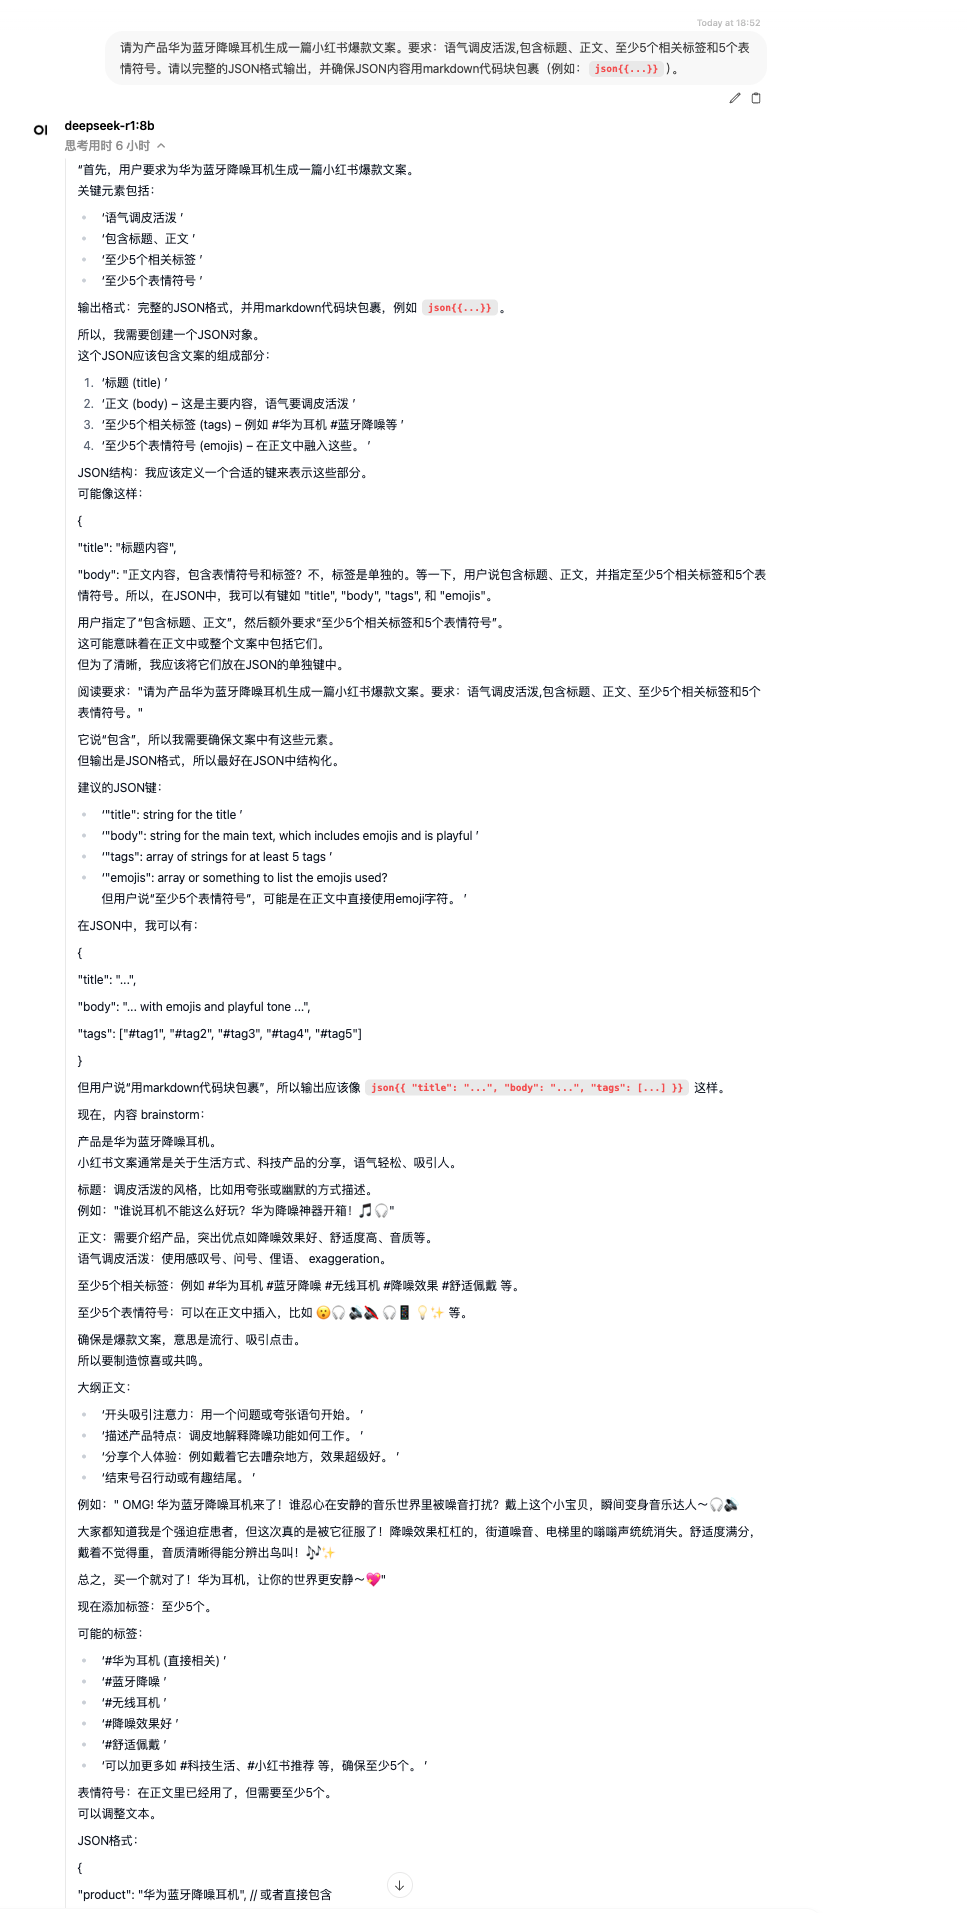 Today at 18:52
请为产品华为蓝牙降噪耳机生成一篇小红书爆款文案。要求：语气调皮活泼,包含标题、正文、至少5个相关标签和5个表
情符号。请以完整的JSON格式输出，并确保JSON内容用markdown代码块包裹（例如： json{{...}} ）。
OI
deepseek-r1:8b
思考用时 6 小时
“首先，用户要求为华为蓝牙降噪耳机生成一篇小红书爆款文案。
关键元素包括：
‘语气调皮活泼 ’
‘包含标题、正文 ’
‘至少5个相关标签 ’
‘至少5个表情符号 ’
输出格式：完整的JSON格式，并用markdown代码块包裹，例如 json{{...}} 。
所以，我需要创建一个JSON对象。
这个JSON应该包含文案的组成部分：
1. ‘标题 (title) ’
2. ‘正文 (body) – 这是主要内容，语气要调皮活泼 ’
3. ‘至少5个相关标签 (tags) – 例如 #华为耳机 #蓝牙降噪等 ’
4. ‘至少5个表情符号 (emojis) – 在正文中融入这些。 ’
JSON结构：我应该定义一个合适的键来表示这些部分。
可能像这样：
{
"title": "标题内容",
"body": "正文内容，包含表情符号和标签？不，标签是单独的。等一下，用户说包含标题、正文，并指定至少5个相关标签和5个表
情符号。所以，在JSON中，我可以有键如 "title", "body", "tags", 和 "emojis"。
用户指定了“包含标题、正文”，然后额外要求“至少5个相关标签和5个表情符号”。
这可能意味着在正文中或整个文案中包括它们。
但为了清晰，我应该将它们放在JSON的单独键中。
阅读要求："请为产品华为蓝牙降噪耳机生成一篇小红书爆款文案。要求：语气调皮活泼,包含标题、正文、至少5个相关标签和5个
表情符号。"
它说“包含”，所以我需要确保文案中有这些元素。
但输出是JSON格式，所以最好在JSON中结构化。
建议的JSON键：
‘"title": string for the title ’
‘"body": string for the main text, which includes emojis and is playful ’
‘"tags": array of strings for at least 5 tags ’
‘"emojis": array or something to list the emojis used?
但用户说“至少5个表情符号”，可能是在正文中直接使用emoji字符。 ’
在JSON中，我可以有：
{
"title": "...",
"body": "... with emojis and playful tone ...",
"tags": ["#tag1", "#tag2", "#tag3", "#tag4", "#tag5"]
}
但用户说“用markdown代码块包裹”，所以输出应该像 json{{ "title": "...", "body": "...", "tags": [...] }} 这样。
现在，内容 brainstorm：
产品是华为蓝牙降噪耳机。
小红书文案通常是关于生活方式、科技产品的分享，语气轻松、吸引人。
标题：调皮活泼的风格，比如用夸张或幽默的方式描述。
例如："谁说耳机不能这么好玩？华为降噪神器开箱！🎵🎧"
正文：需要介绍产品，突出优点如降噪效果好、舒适度高、音质等。
语气调皮活泼：使用感叹号、问号、俚语、 exaggeration。
至少5个相关标签：例如 #华为耳机 #蓝牙降噪 #无线耳机 #降噪效果 #舒适佩戴 等。
至少5个表情符号：可以在正文中插入，比如 😮🎧 🔊🔌 🎧📱 💡✨ 等。
确保是爆款文案，意思是流行、吸引点击。
所以要制造惊喜或共鸣。
大纲正文：
‘开头吸引注意力：用一个问题或夸张语句开始。 ’
‘描述产品特点：调皮地解释降噪功能如何工作。 ’
‘分享个人体验：例如戴着它去嘈杂地方，效果超级好。 ’
‘结束号召行动或有趣结尾。 ’
例如：" OMG! 华为蓝牙降噪耳机来了！谁忍心在安静的音乐世界里被噪音打扰？戴上这个小宝贝，瞬间变身音乐达人～🎧🔊
大家都知道我是个强迫症患者，但这次真的是被它征服了！降噪效果杠杠的，街道噪音、电梯里的嗡嗡声统统消失。舒适度满分，
戴着不觉得重，音质清晰得能分辨出鸟叫！🎶✨
总之，买一个就对了！华为耳机，让你的世界更安静～💖"
现在添加标签：至少5个。
可能的标签：
‘#华为耳机 (直接相关) ’
‘#蓝牙降噪 ’
‘#无线耳机 ’
‘#降噪效果好 ’
‘#舒适佩戴 ’
‘可以加更多如 #科技生活、#小红书推荐 等，确保至少5个。 ’
表情符号：在正文里已经用了，但需要至少5个。
可以调整文本。
JSON格式：
{
"product": "华为蓝牙降噪耳机", // 或者直接包含